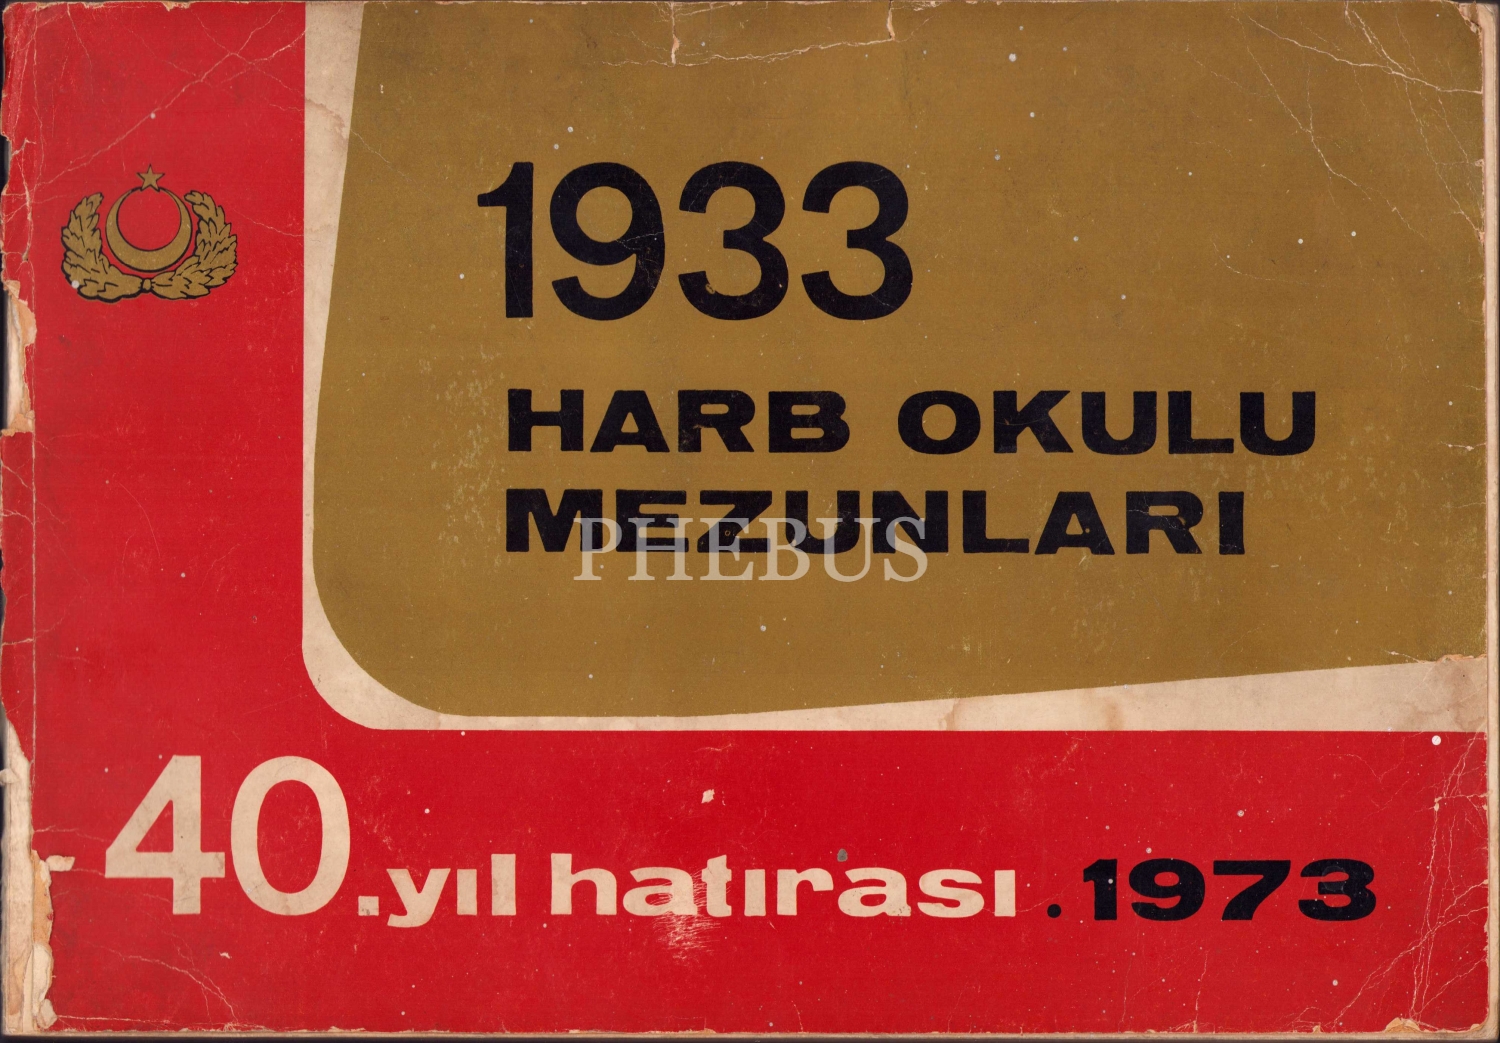 1933
HARB OKULU
MEZUNLARI
PHEBUS
40.yıl hatırası .1973